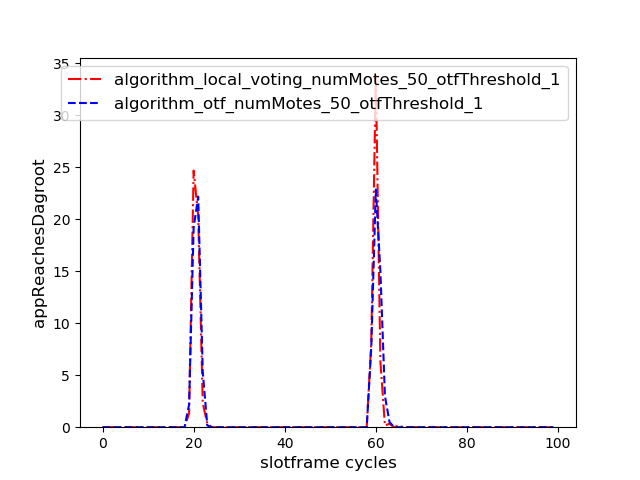 algorithm_local_voting_numMotes_50_otfThreshold_1
algorithm_otf_numMotes_50_otfThreshold_1
35
30
25
20
15
10
5
0
appReachesDagroot
0 20 40 60 80 100
slotframe cycles